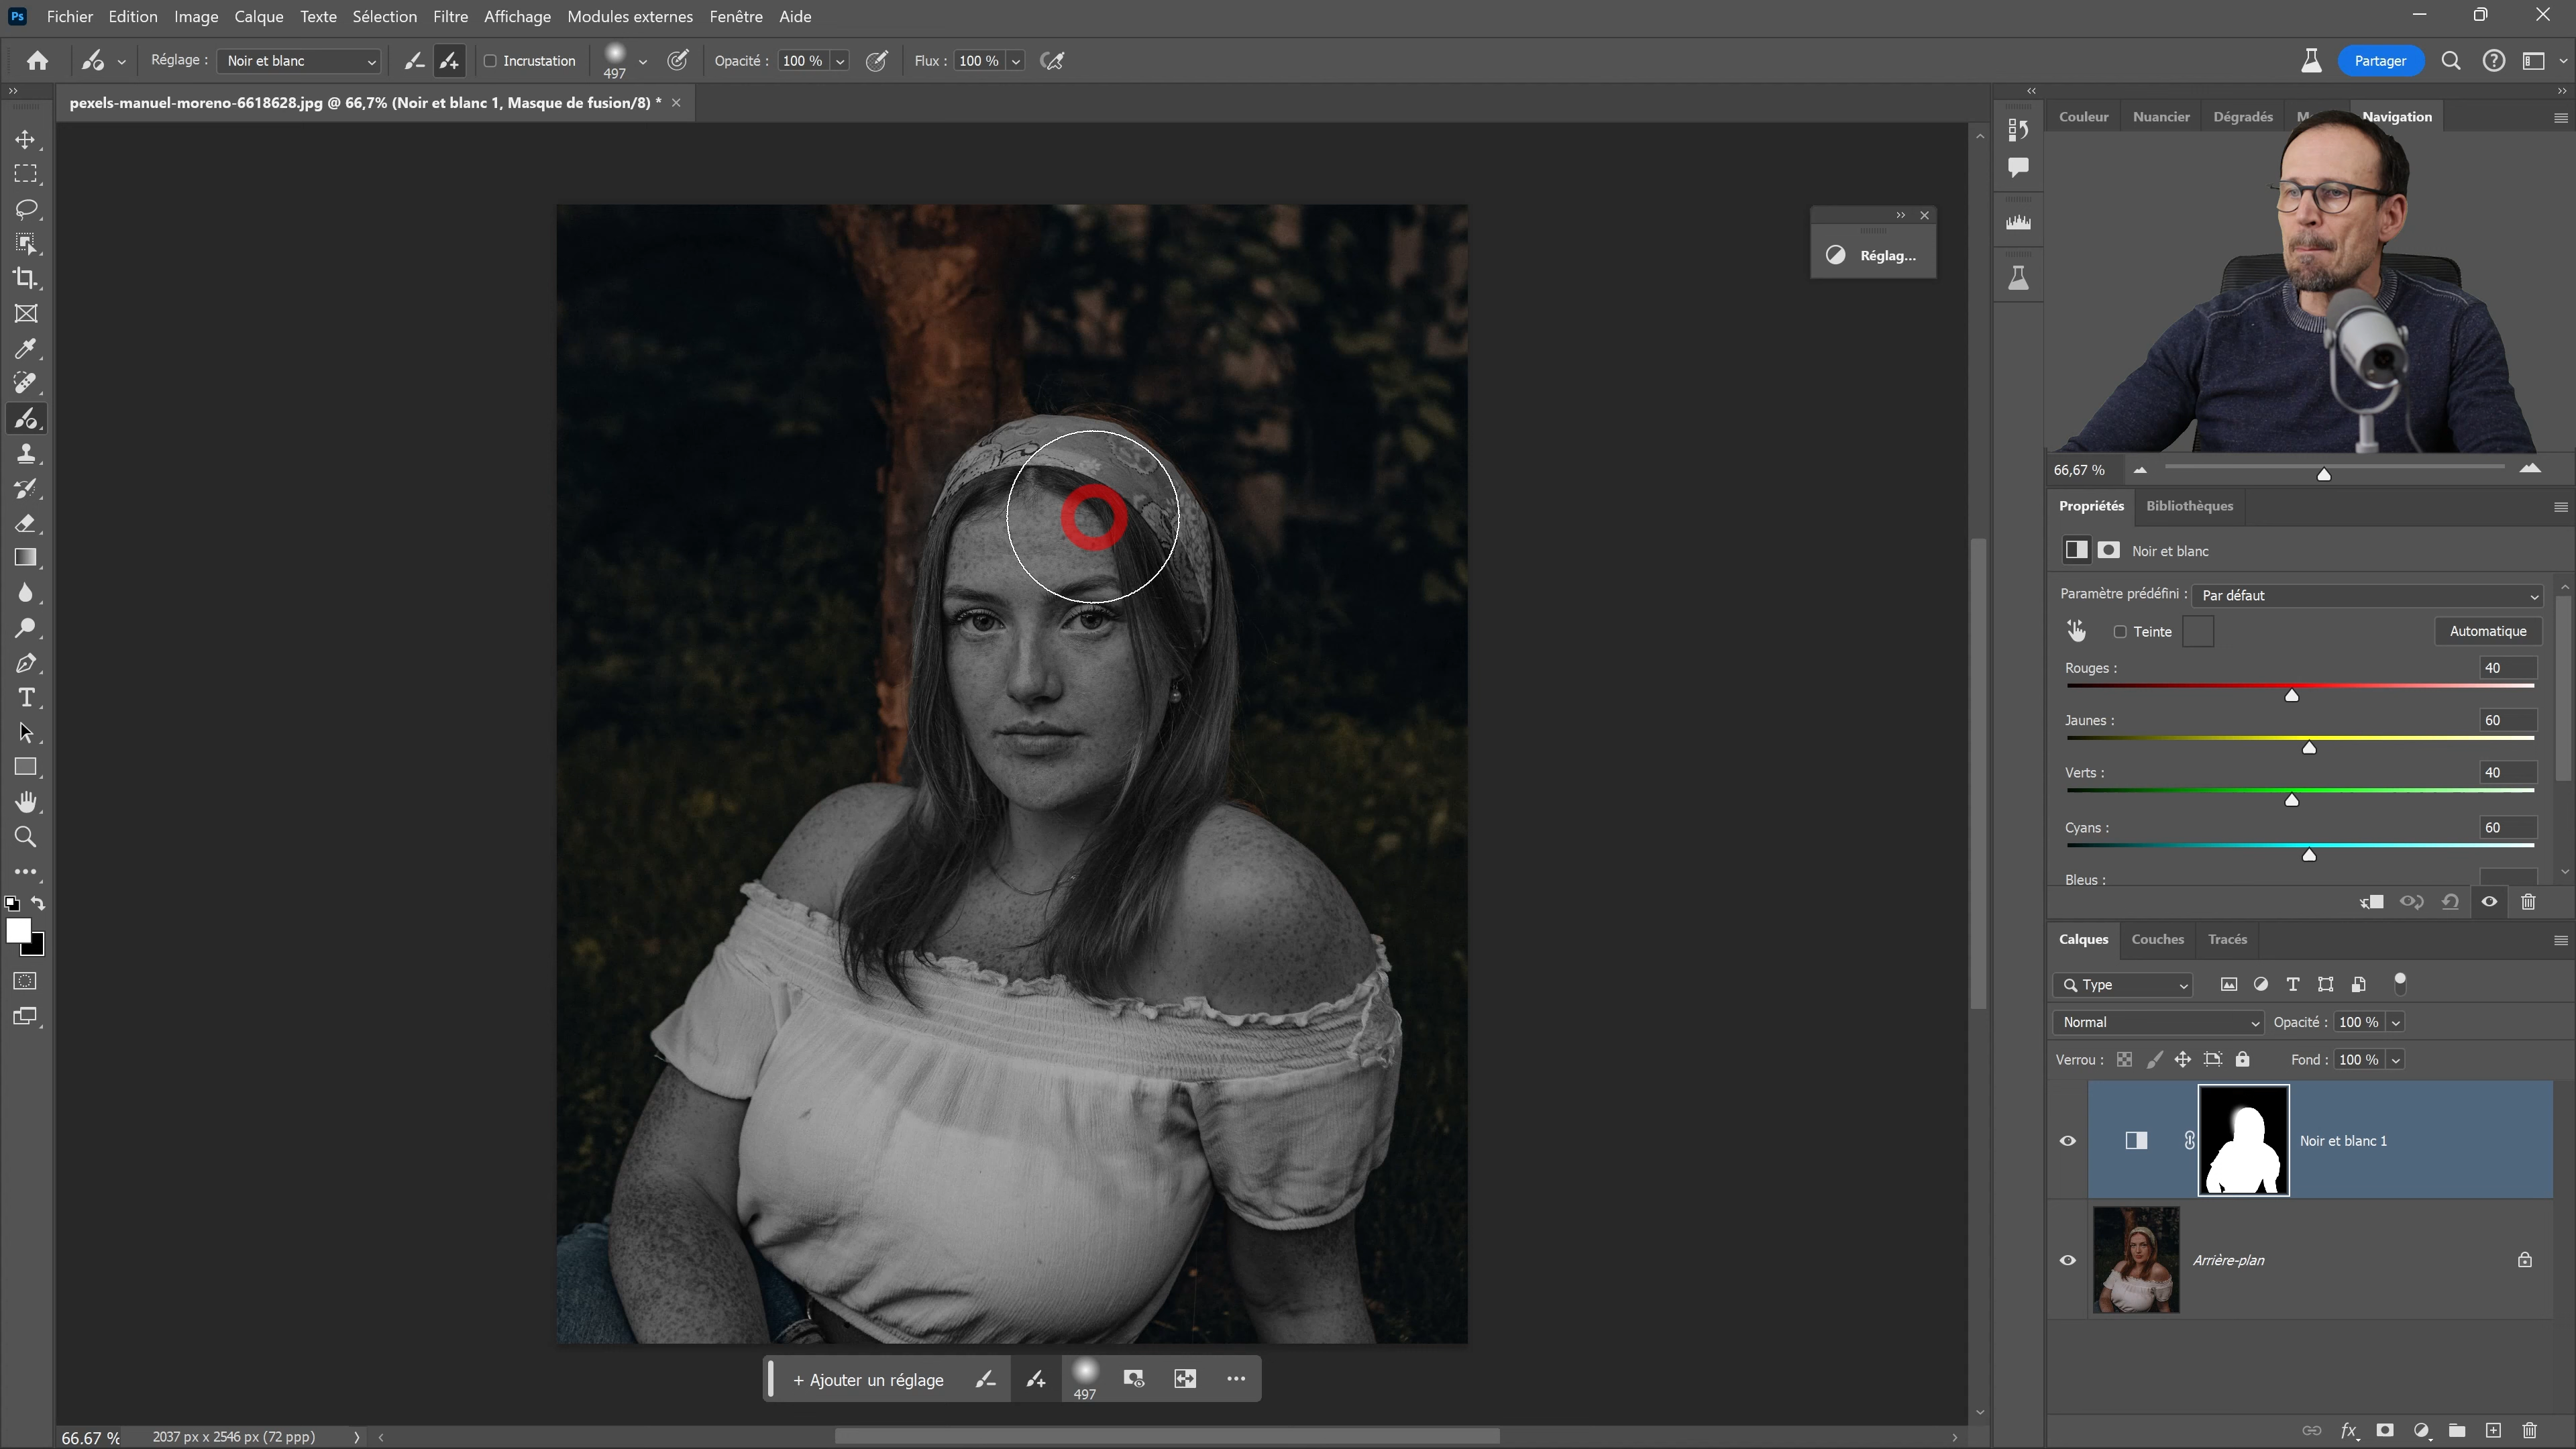 Ps Fichier Edition Image Calque Texte Sélection Filtre Affichage Modules externes Fenêtre Aide
Réglage : Noir et blanc Incrustation 497 Opacité : 100 % Flux : 100 % Partager
pexels-manuel-moreno-6618628.jpg @ 66,7% (Noir et blanc 1, Masque de fusion/8) *
Couleur Nuancier Dégradés Navigation
Réglag...
66,67 %
Propriétés Bibliothèques
Noir et blanc
Paramètre prédéfini : Par défaut
Teinte Automatique
Rouges : 40
Jaunes : 60
Verts : 40
Cyans : 60
Bleus :
Calques Couches Tracés
Type
Normal Opacité : 100 %
Verrou : Fond : 100 %
Noir et blanc 1
Arrière-plan
fx
+ Ajouter un réglage 497
66.67 % 2037 px x 2546 px (72 ppp)